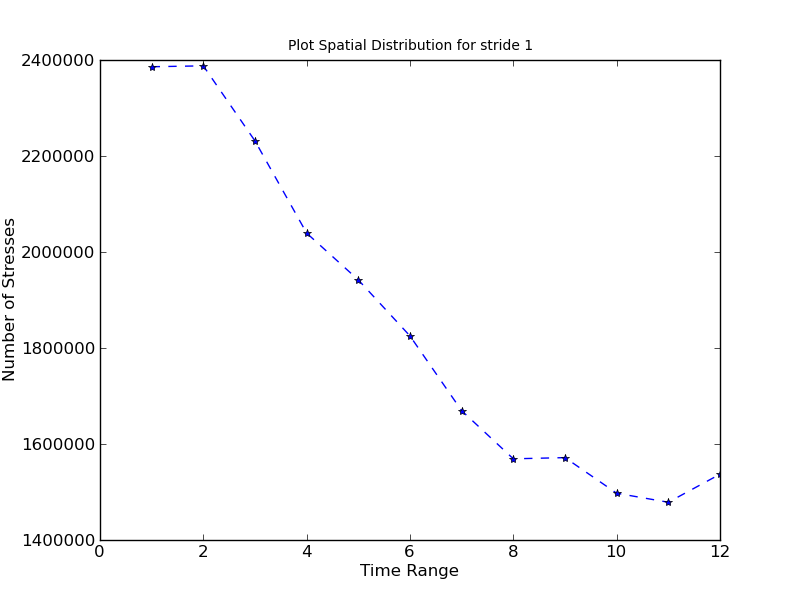 Plot Spatial Distribution for stride 1
2400000
2200000
2000000
1800000
1600000
1400000
Number of Stresses
0 2 4 6 8 10 12
Time Range